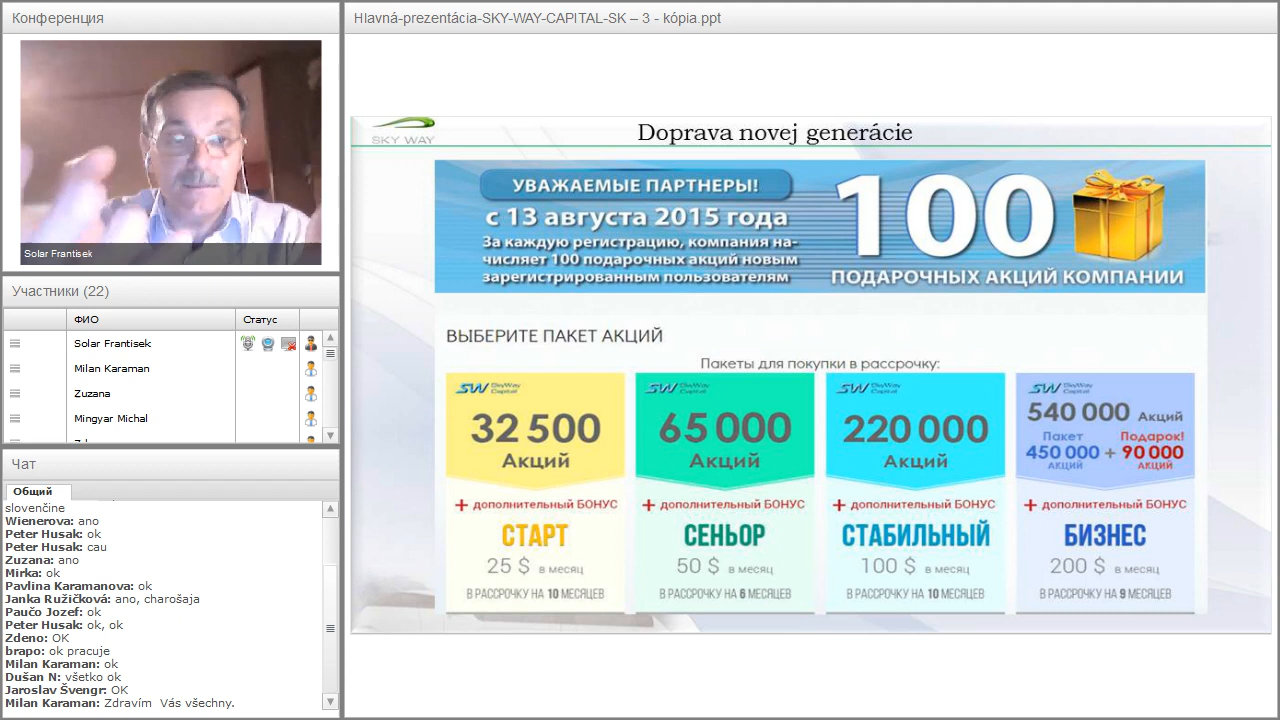 Конференция
Solar Frantisek
Участники (22)
ФИО Статус
Solar Frantisek
Milan Karaman
Zuzana
Mingyar Michal
Чат
Общий
slovenčine
Wienerova: ano
Peter Husak: ok
Peter Husak: cau
Zuzana: ano
Mirka: ok
Pavlina Karamanova: ok
Janka Ružičková: ano, charošaja
Paučo Jozef: ok
Peter Husak: ok, ok
Zdeno: OK
brapo: ok pracuje
Milan Karaman: ok
Dušan N: všetko ok
Jaroslav Švengr: OK
Milan Karaman: Zdravím Vás všechny.
Hlavná-prezentácia-SKY-WAY-CAPITAL-SK – 3 - kópia.ppt
SKY WAY
Doprava novej generácie
УВАЖАЕМЫЕ ПАРТНЕРЫ!
с 13 августа 2015 года
За каждую регистрацию, компания на-
числяет 100 подарочных акций новым
зарегистрированным пользователям
100
ПОДАРОЧНЫХ АКЦИЙ КОМПАНИИ
ВЫБЕРИТЕ ПАКЕТ АКЦИЙ
Пакеты для покупки в рассрочку:
SW SkyWay
Capital
32 500
Акций
+ дополнительный БОНУС
СТАРТ
25 $ в месяц
В РАССРОЧКУ НА 10 МЕСЯЦЕВ
SW SkyWay
Capital
65 000
Акций
+ дополнительный БОНУС
СЕНЬОР
50 $ в месяц
В РАССРОЧКУ НА 6 МЕСЯЦЕВ
SW SkyWay
Capital
220 000
Акций
+ дополнительный БОНУС
СТАБИЛЬНЫЙ
100 $ в месяц
В РАССРОЧКУ НА 10 МЕСЯЦЕВ
SW SkyWay
Capital
540 000 Акций
Пакет Подарок!
450 000 + 90 000
АКЦИЙ АКЦИЙ
+ дополнительный БОНУС
БИЗНЕС
200 $ в месяц
В РАССРОЧКУ НА 9 МЕСЯЦЕВ